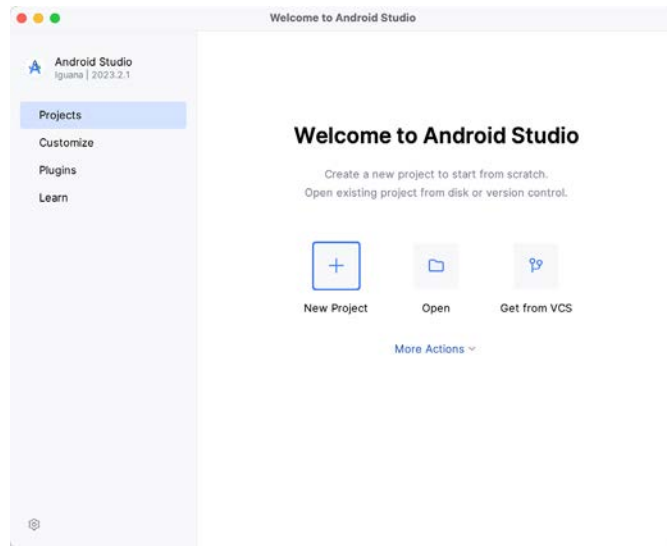 Welcome to Android Studio
Android Studio
Iguana | 2023.2.1
Projects
Customize
Plugins
Learn
Welcome to Android Studio
Create a new project to start from scratch.
Open existing project from disk or version control.
New Project
Open
Get from VCS
More Actions